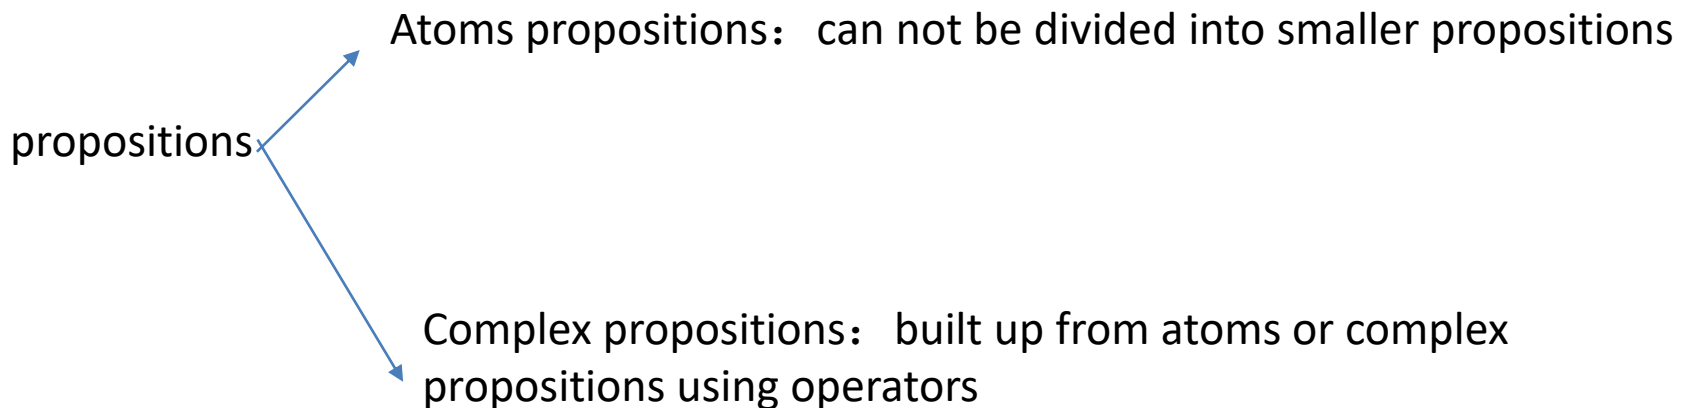 Atoms propositions： can not be divided into smaller propositions
propositions
Complex propositions： built up from atoms or complex
propositions using operators